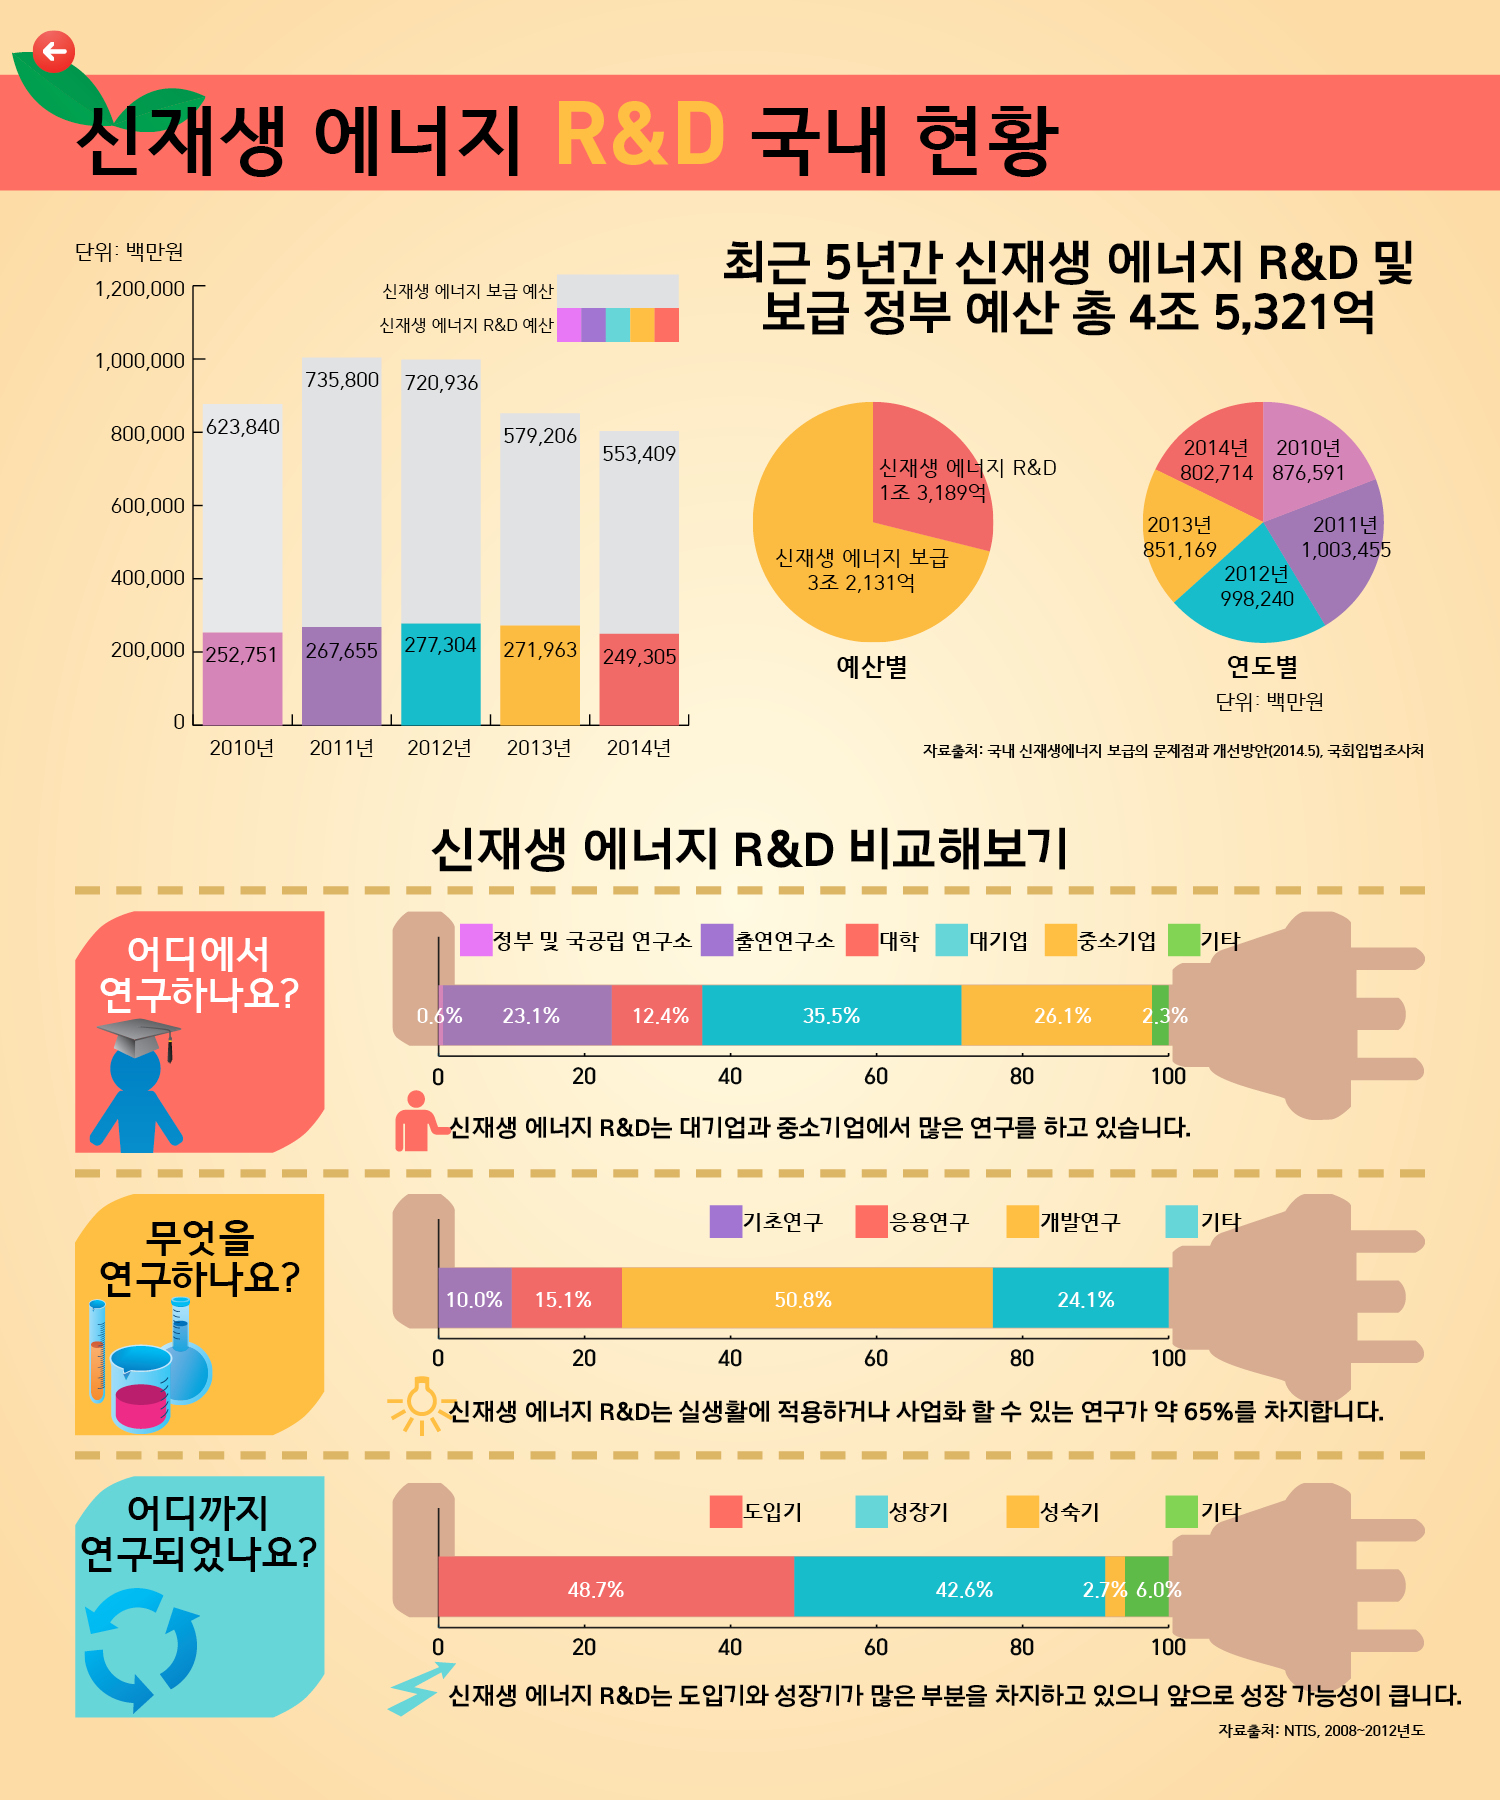 신재생 에너지 R&D 국내 현황
단위: 백만원
1,200,000
1,000,000
800,000
600,000
400,000
200,000
0
신재생 에너지 보급 예산
신재생 에너지 R&D 예산
623,840
735,800
720,936
579,206
553,409
252,751
267,655
277,304
271,963
249,305
2010년
2011년
2012년
2013년
2014년
최근 5년간 신재생 에너지 R&D 및
보급 정부 예산 총 4조 5,321억
신재생 에너지 R&D
1조 3,189억
신재생 에너지 보급
3조 2,131억
예산별
2014년
802,714
2010년
876,591
2013년
851,169
2011년
1,003,455
2012년
998,240
연도별
단위: 백만원
자료출처: 국내 신재생에너지 보급의 문제점과 개선방안(2014.5), 국회입법조사처
신재생 에너지 R&D 비교해보기
어디에서
연구하나요?
정부 및 국공립 연구소 출연연구소 대학 대기업 중소기업 기타
0.6% 23.1% 12.4% 35.5% 26.1% 2.3%
0 20 40 60 80 100
신재생 에너지 R&D는 대기업과 중소기업에서 많은 연구를 하고 있습니다.
무엇을
연구하나요?
기초연구 응용연구 개발연구 기타
10.0% 15.1% 50.8% 24.1%
0 20 40 60 80 100
신재생 에너지 R&D는 실생활에 적용하거나 사업화 할 수 있는 연구가 약 65%를 차지합니다.
어디까지
연구되었나요?
도입기 성장기 성숙기 기타
48.7% 42.6% 2.7% 6.0%
0 20 40 60 80 100
신재생 에너지 R&D는 도입기와 성장기가 많은 부분을 차지하고 있으니 앞으로 성장 가능성이 큽니다.
자료출처: NTIS, 2008~2012년도